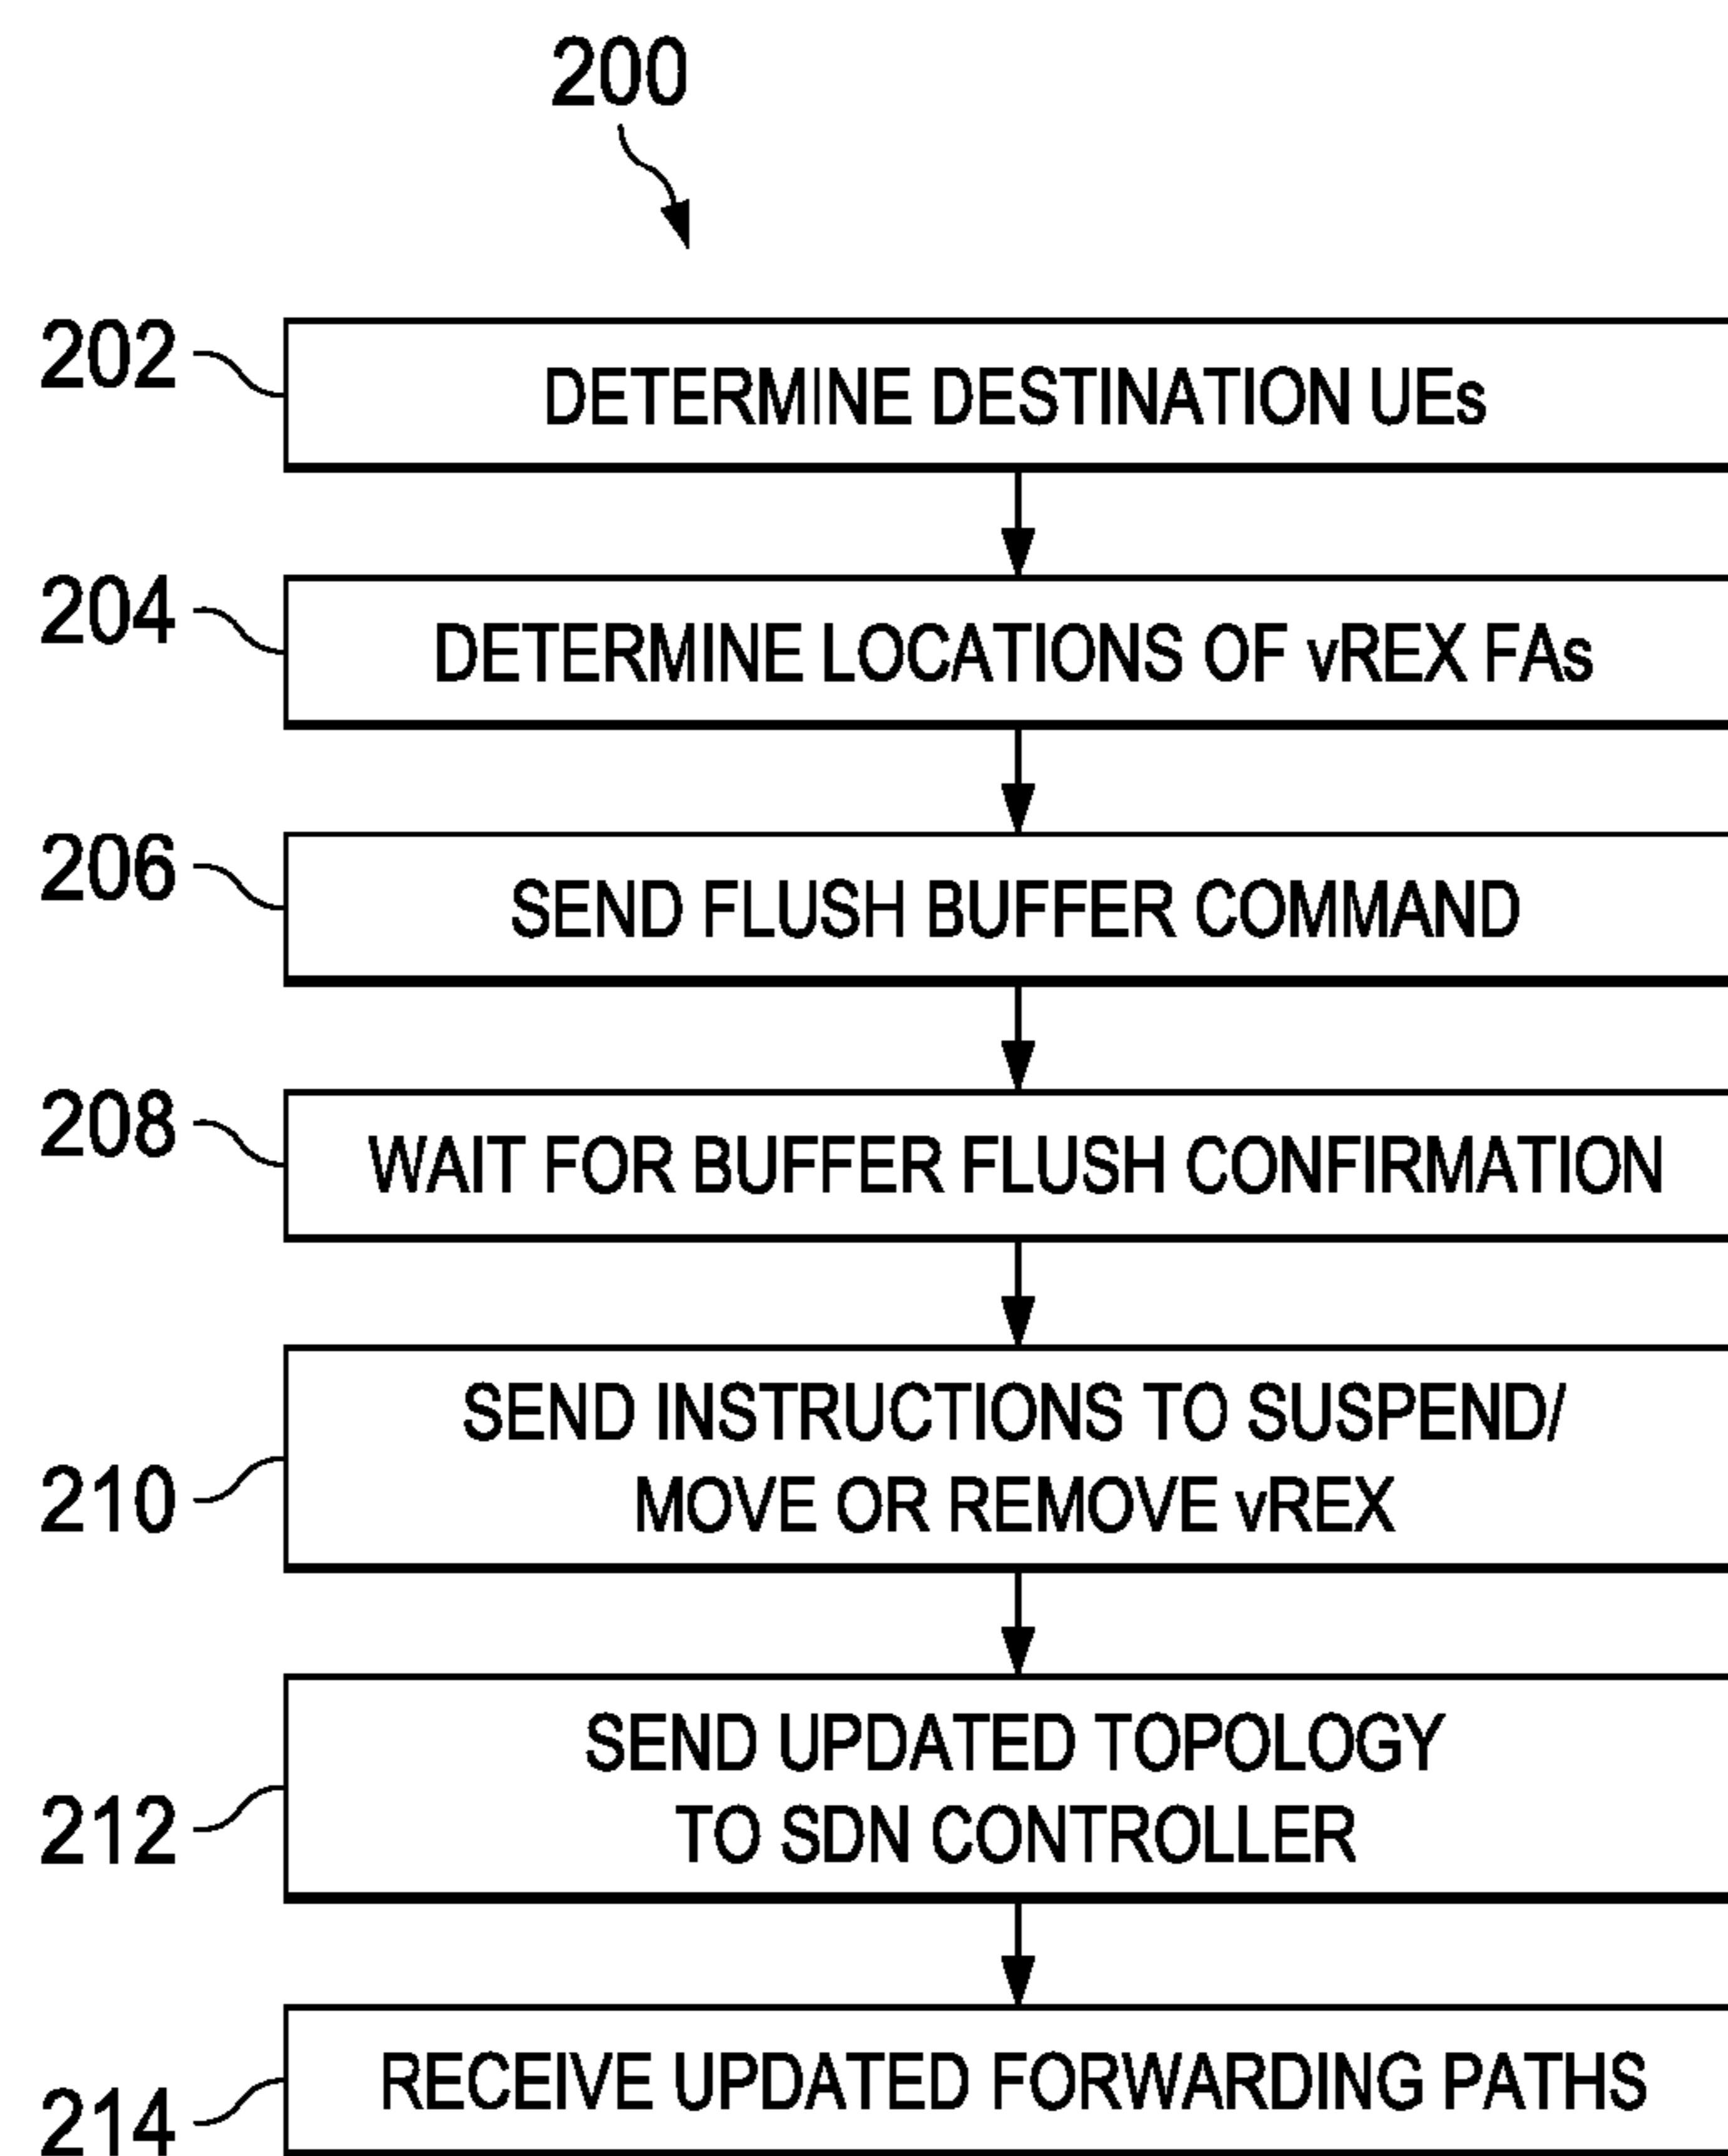 200
202
DETERMINE DESTINATION UEs
204
DETERMINE LOCATIONS OF vREX FAs
206
SEND FLUSH BUFFER COMMAND
208
WAIT FOR BUFFER FLUSH CONFIRMATION
210
SEND INSTRUCTIONS TO SUSPEND/
MOVE OR REMOVE vREX
212
SEND UPDATED TOPOLOGY
TO SDN CONTROLLER
214
RECEIVE UPDATED FORWARDING PATHS